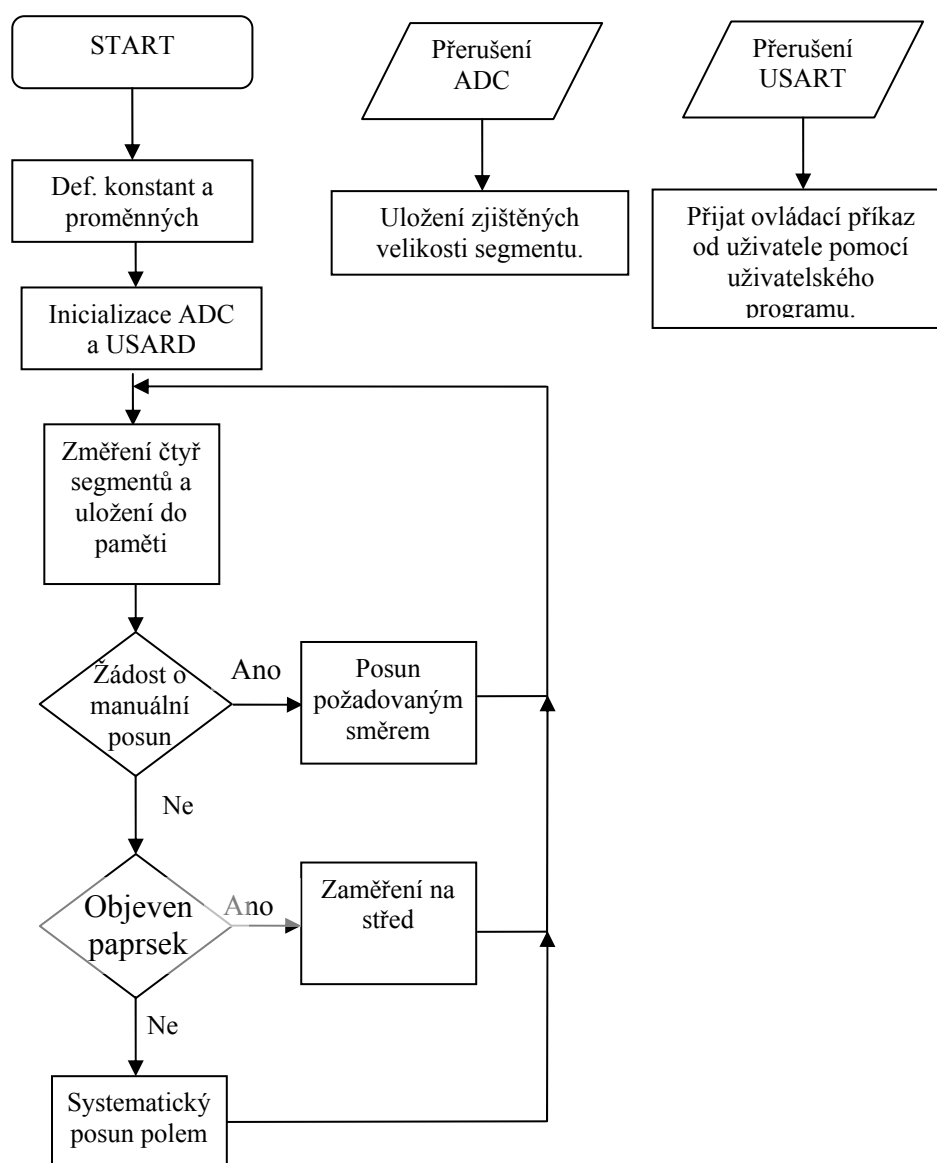 START
Def. konstant a
proměnných
Inicializace ADC
a USARD
Změření čtyř
segmentů a
uložení do
paměti
Žádost o
manuální
posun
Ano
Posun
požadovaným
směrem
Ne
Objeven
paprsek
Ano
Zaměření na
střed
Ne
Systematický
posun polem
Přerušení
ADC
Uložení zjištěných
velikosti segmentu.
Přerušení
USART
Přijat ovládací příkaz
od uživatele pomocí
uživatelského
programu.